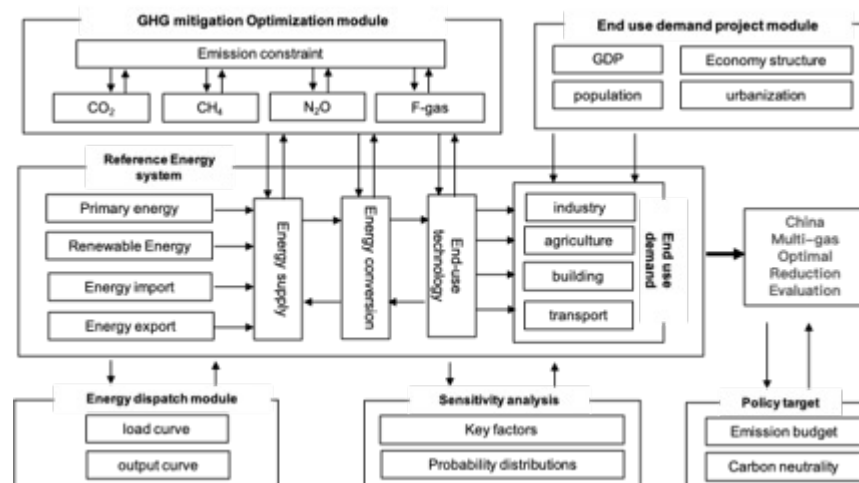 GHG mitigation Optimization module
Emission constraint
CO₂
CH₄
N₂O
F-gas
End use demand project module
GDP
Economy structure
population
urbanization
Reference Energy
system
Primary energy
Renewable Energy
Energy import
Energy export
Energy supply
Energy conversion
End-use
technology
industry
agriculture
building
transport
End use
demand
China
Multi-gas
Optimal
Reduction
Evaluation
Energy dispatch module
load curve
output curve
Sensitivity analysis
Key factors
Probability distributions
Policy target
Emission budget
Carbon neutrality